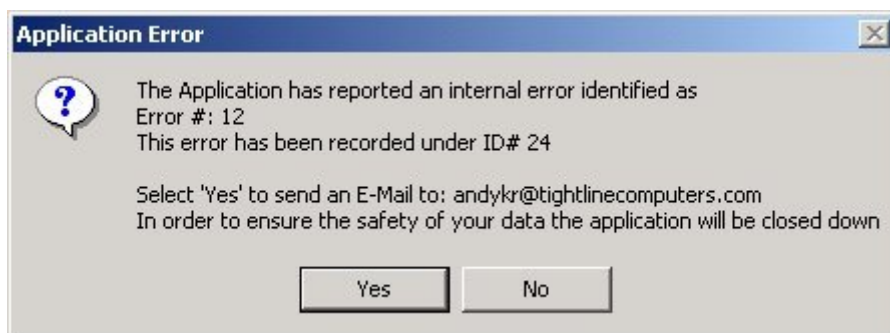 Application Error
The Application has reported an internal error identified as
Error #: 12
This error has been recorded under ID# 24
Select 'Yes' to send an E-Mail to: andykr@tightlinecomputers.com
In order to ensure the safety of your data the application will be closed down
Yes No